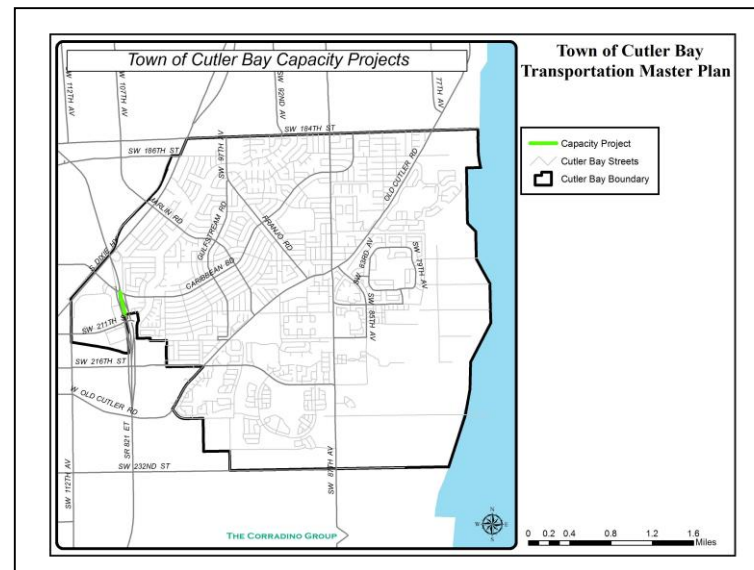 Town of Cutler Bay Capacity Projects
Town of Cutler Bay
Transportation Master Plan
Capacity Project
Cutler Bay Streets
Cutler Bay Boundary
SW 112TH AV
SW 107TH AV
SW 92ND AV
77TH AV
SW 184TH ST
SW 186TH ST
SW 97TH AV
OLD CUTLER RD
MARLIN RD
GULFSTREAM RD
FRANJO RD
S DIXIE HY
CARIBBEAN BD
SW 83RD AV
SW 79TH AV
SW 85TH AV
SW 211TH ST
SW 216TH ST
W OLD CUTLER RD
SR 821 ET
SW 112TH AV
SW 87TH AV
SW 232ND ST
N
W E
S
THE CORRADINO GROUP
0 0.2 0.4 0.8 1.2 1.6
Miles